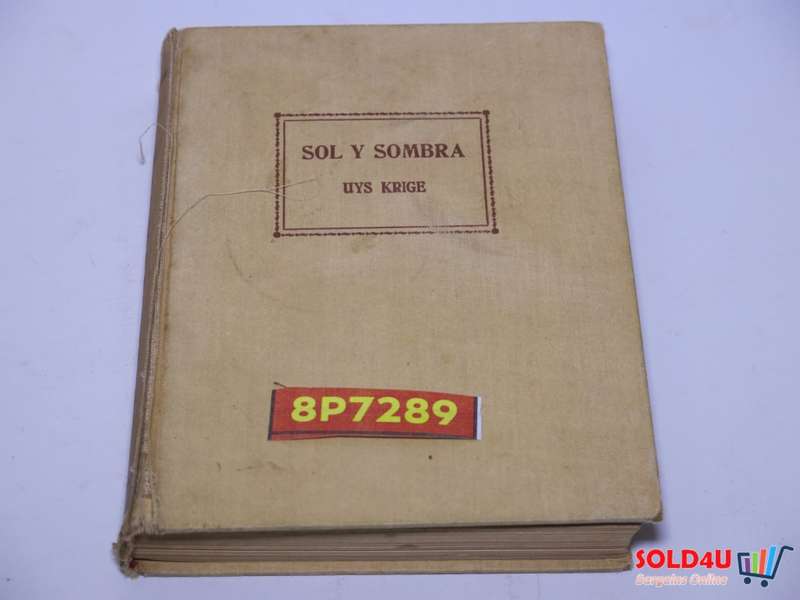 SOL Y SOMBRA
UYS KRIGE
8P7289
SOLD4U
Bargains Online